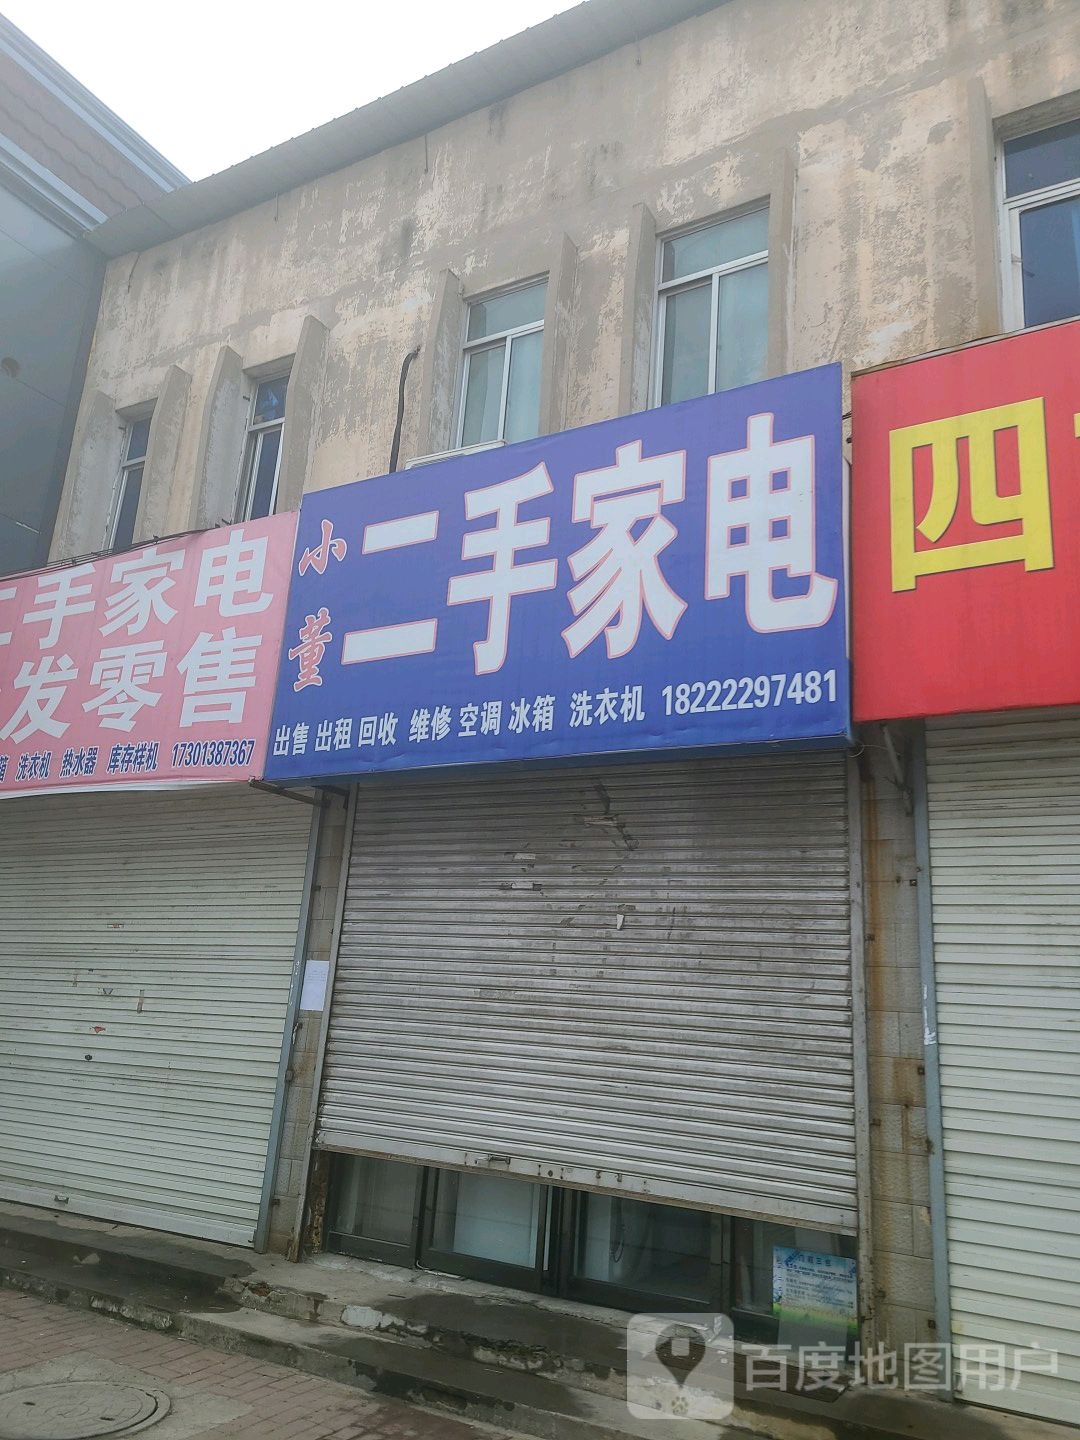 二手家电
发零售
箱 洗衣机 热水器 库存样机 17301387367
小董
二手家电
出售 出租 回收 维修 空调 冰箱 洗衣机 18222297481
四
百度地图用户